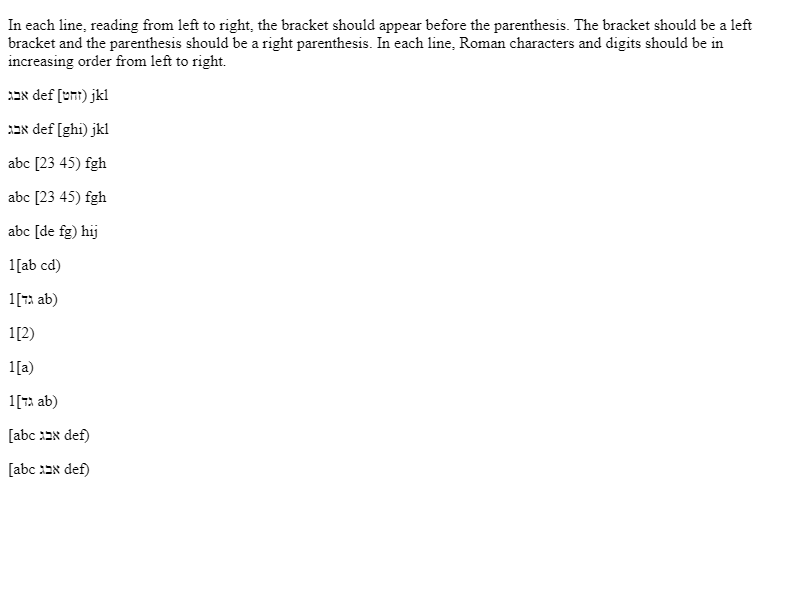 In each line, reading from left to right, the bracket should appear before the parenthesis. The bracket should be a left
bracket and the parenthesis should be a right parenthesis. In each line, Roman characters and digits should be in
increasing order from left to right.
אבג def [זחט) jkl
אבג def [ghi) jkl
abc [23 45) fgh
abc [23 45) fgh
abc [de fg) hij
1[ab cd)
1[גד ab)
1[2)
1[a)
1[גד ab)
[abc אבג def)
[abc אבג def)